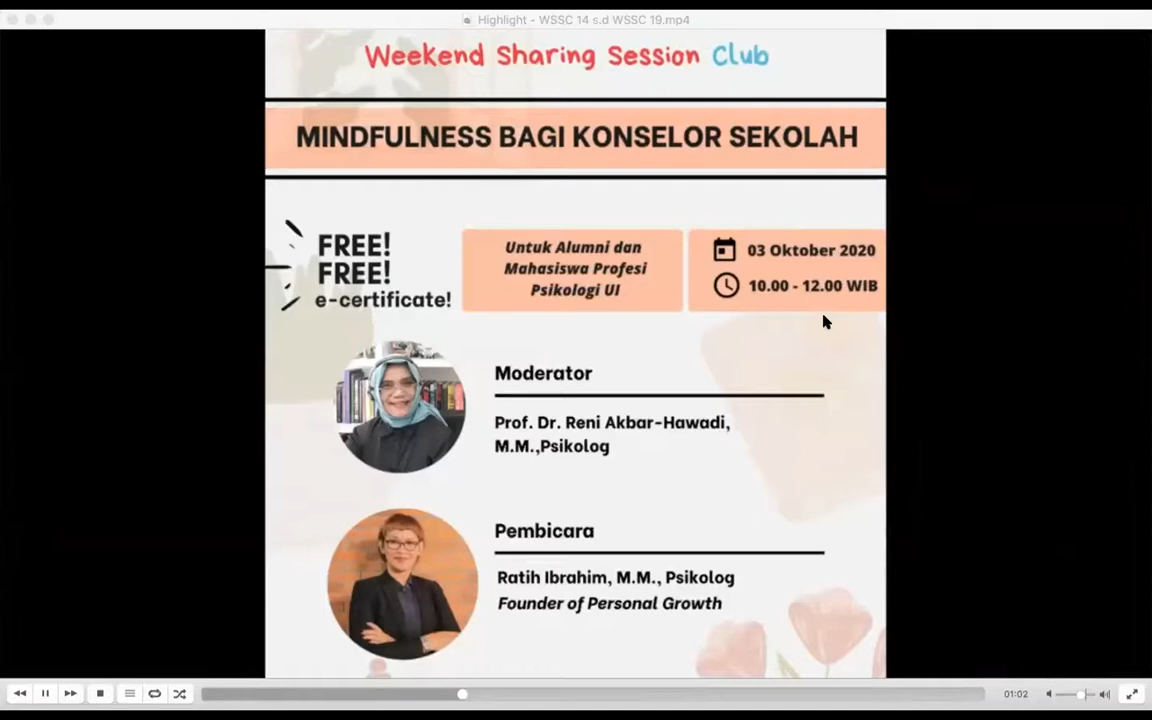 Highlight - WSSC 14 s.d WSSC 19.mp4
Weekend Sharing Session Club
MINDFULNESS BAGI KONSELOR SEKOLAH
FREE!
FREE!
e-certificate!
Untuk Alumni dan
Mahasiswa Profesi
Psikologi UI
03 Oktober 2020
10.00 - 12.00 WIB
Moderator
Prof. Dr. Reni Akbar-Hawadi,
M.M.,Psikolog
Pembicara
Ratih Ibrahim, M.M., Psikolog
Founder of Personal Growth
01:02